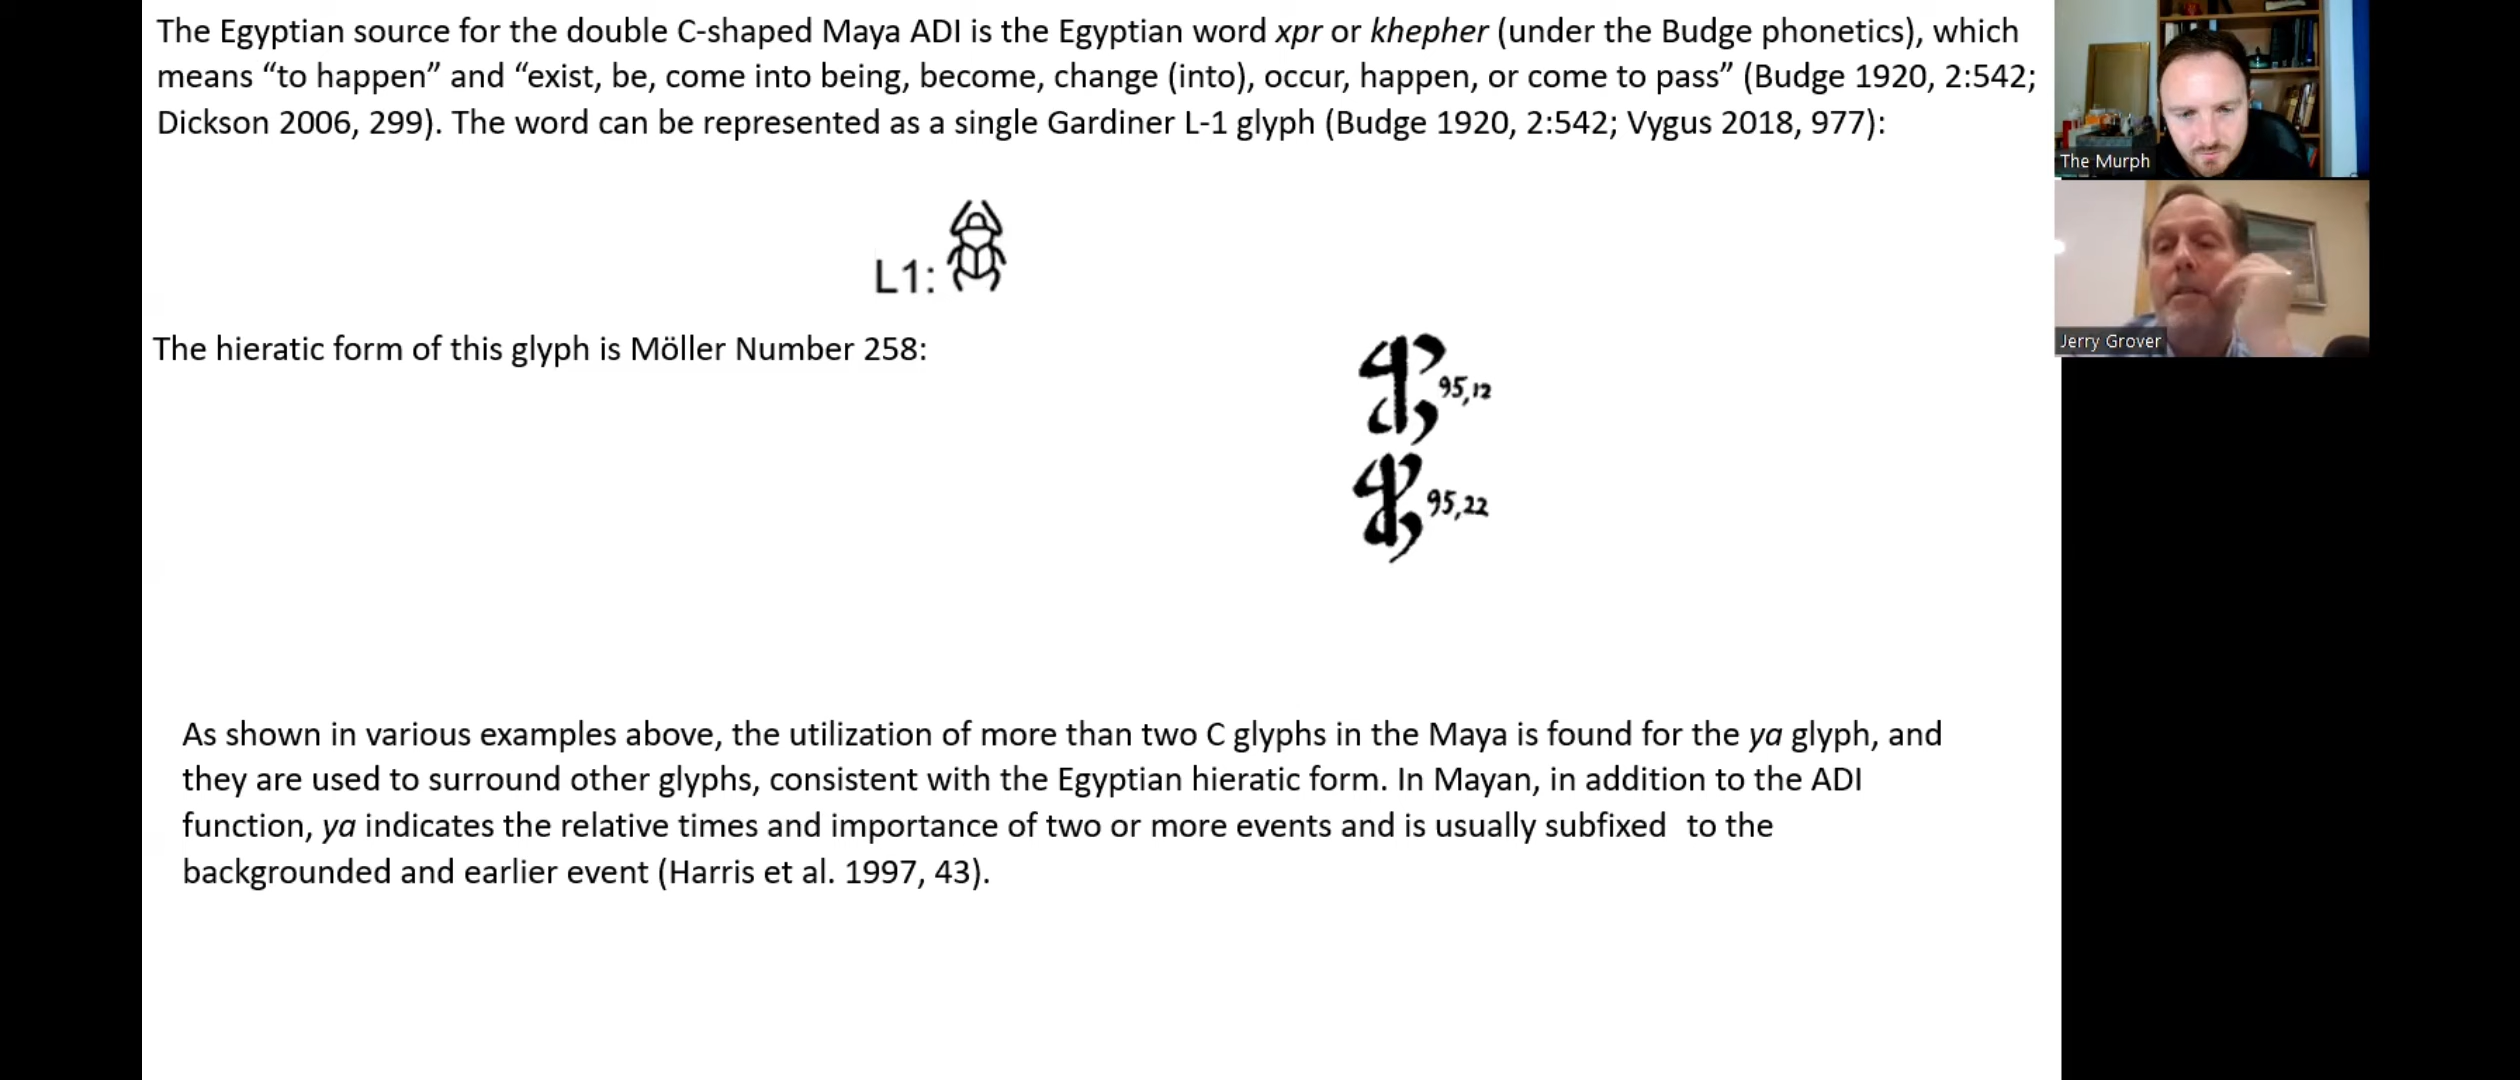 The Egyptian source for the double C-shaped Maya ADI is the Egyptian word xpr or khepher (under the Budge phonetics), which
means “to happen” and “exist, be, come into being, become, change (into), occur, happen, or come to pass” (Budge 1920, 2:542;
Dickson 2006, 299). The word can be represented as a single Gardiner L-1 glyph (Budge 1920, 2:542; Vygus 2018, 977):
L1:
The hieratic form of this glyph is Möller Number 258:
95,12
95,22
As shown in various examples above, the utilization of more than two C glyphs in the Maya is found for the ya glyph, and
they are used to surround other glyphs, consistent with the Egyptian hieratic form. In Mayan, in addition to the ADI
function, ya indicates the relative times and importance of two or more events and is usually subfixed to the
backgrounded and earlier event (Harris et al. 1997, 43).
The Murph
Jerry Grover